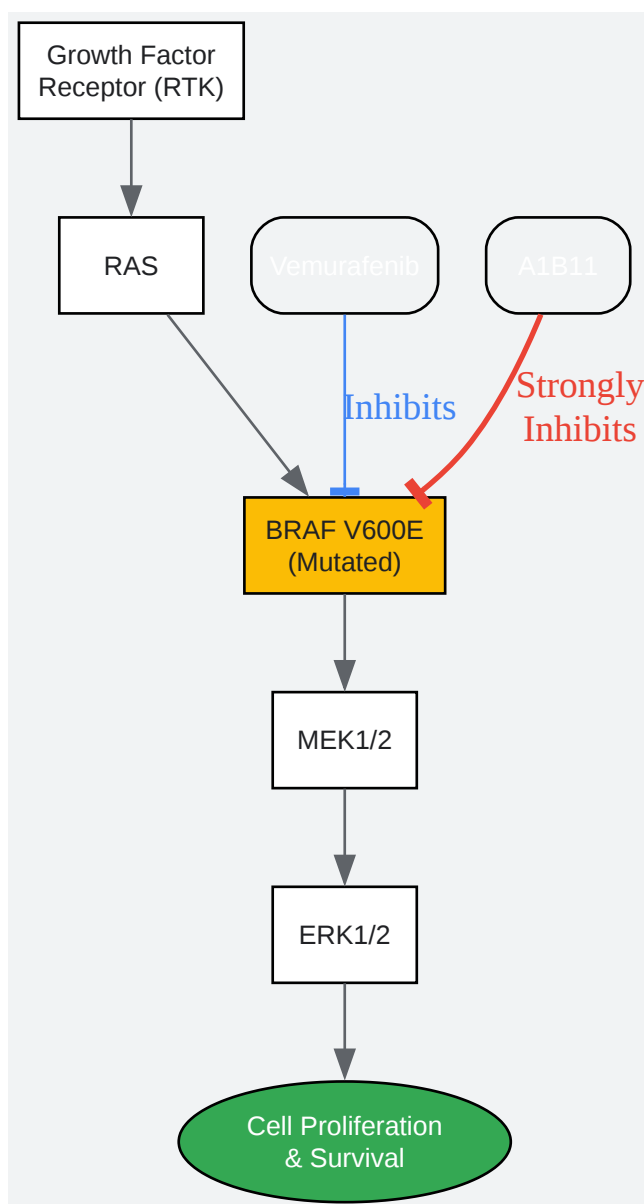 Growth Factor
Receptor (RTK)
RAS
Vemurafenib
A1B11
Inhibits
Strongly
Inhibits
BRAF V600E
(Mutated)
MEK1/2
ERK1/2
Cell Proliferation
& Survival